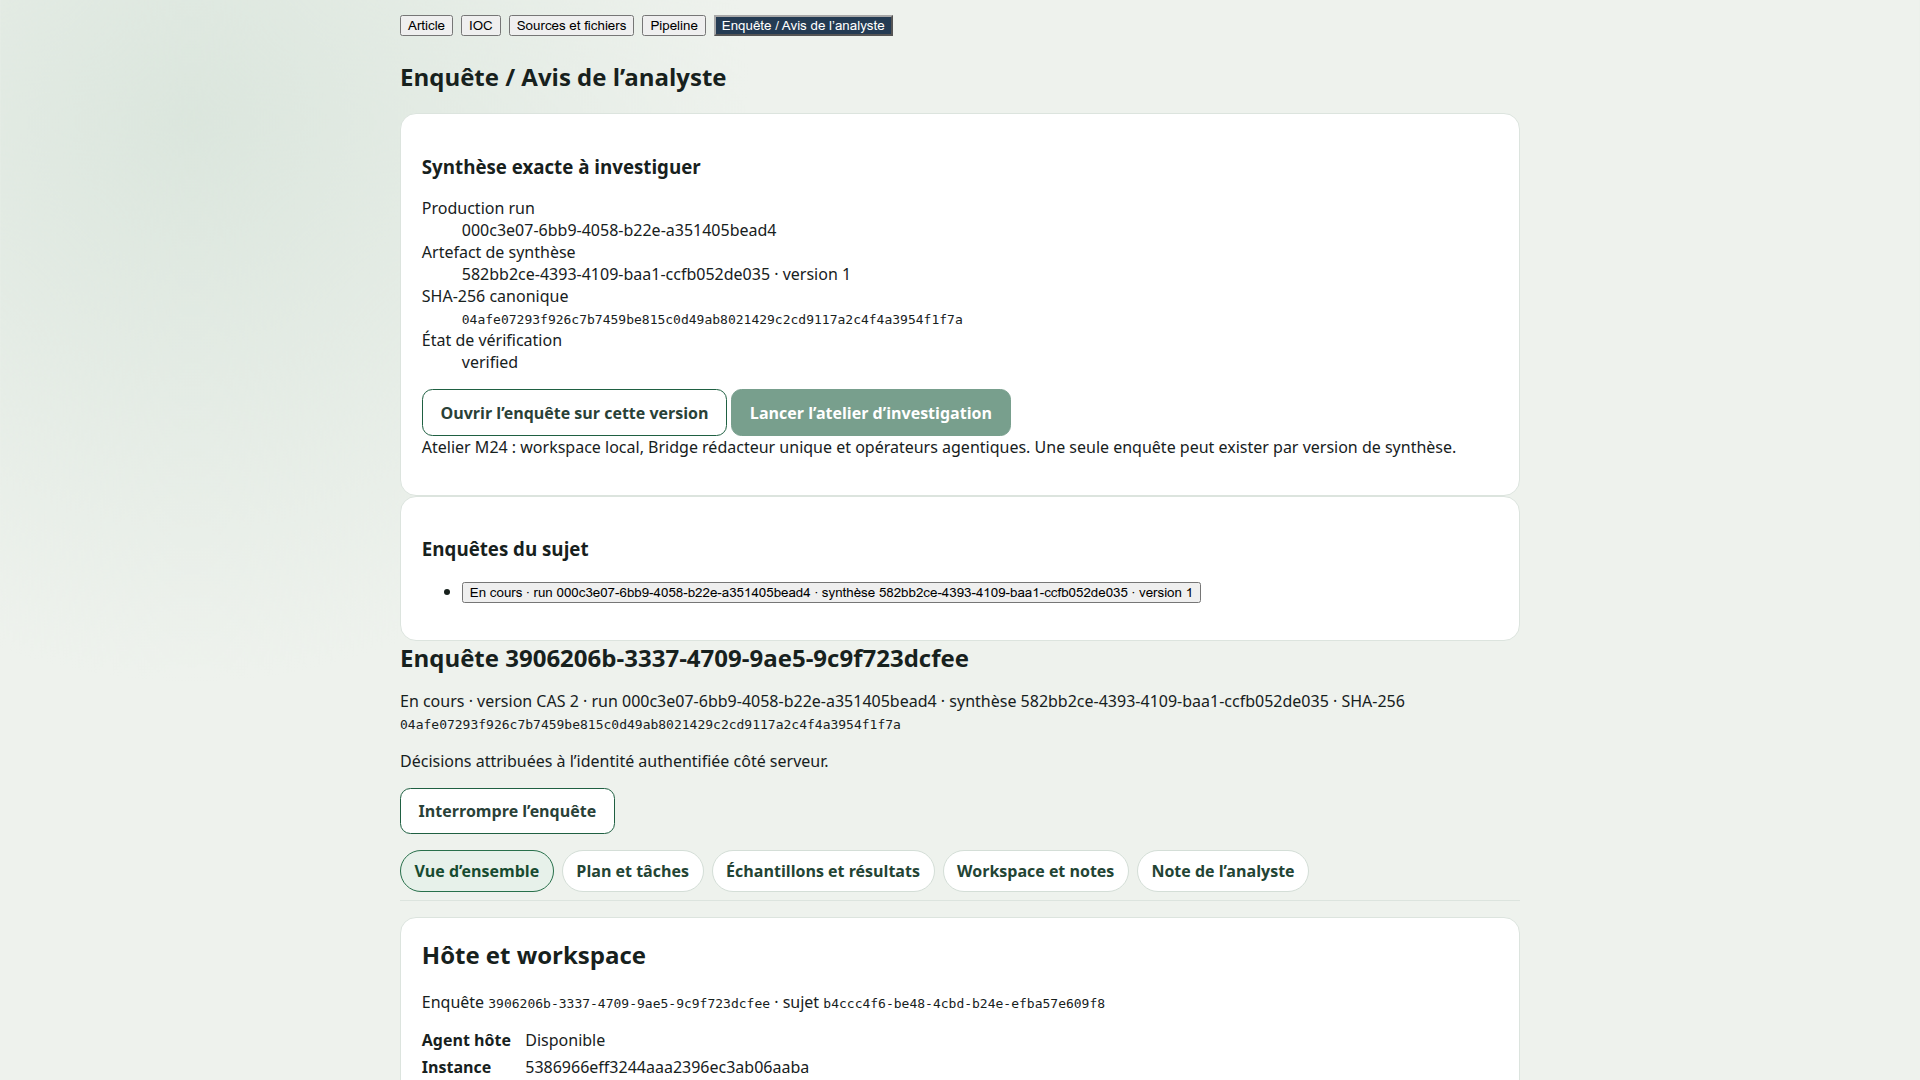 Article IOC Sources et fichiers Pipeline Enquête / Avis de l’analyste
Enquête / Avis de l’analyste
Synthèse exacte à investiguer
Production run
000c3e07-6bb9-4058-b22e-a351405bead4
Artefact de synthèse
582bb2ce-4393-4109-baa1-ccfb052de035 · version 1
SHA-256 canonique
04afe07293f926c7b7459be815c0d49ab8021429c2cd9117a2c4f4a3954f1f7a
État de vérification
verified
Ouvrir l’enquête sur cette version Lancer l’atelier d’investigation
Atelier M24 : workspace local, Bridge rédacteur unique et opérateurs agentiques. Une seule enquête peut exister par version de synthèse.
Enquêtes du sujet
En cours · run 000c3e07-6bb9-4058-b22e-a351405bead4 · synthèse 582bb2ce-4393-4109-baa1-ccfb052de035 · version 1
Enquête 3906206b-3337-4709-9ae5-9c9f723dcfee
En cours · version CAS 2 · run 000c3e07-6bb9-4058-b22e-a351405bead4 · synthèse 582bb2ce-4393-4109-baa1-ccfb052de035 · SHA-256
04afe07293f926c7b7459be815c0d49ab8021429c2cd9117a2c4f4a3954f1f7a
Décisions attribuées à l’identité authentifiée côté serveur.
Interrompre l’enquête
Vue d’ensemble Plan et tâches Échantillons et résultats Workspace et notes Note de l’analyste
Hôte et workspace
Enquête 3906206b-3337-4709-9ae5-9c9f723dcfee · sujet b4ccc4f6-be48-4cbd-b24e-efba57e609f8
Agent hôte Disponible
Instance 5386966eff3244aaa2396ec3ab06aaba